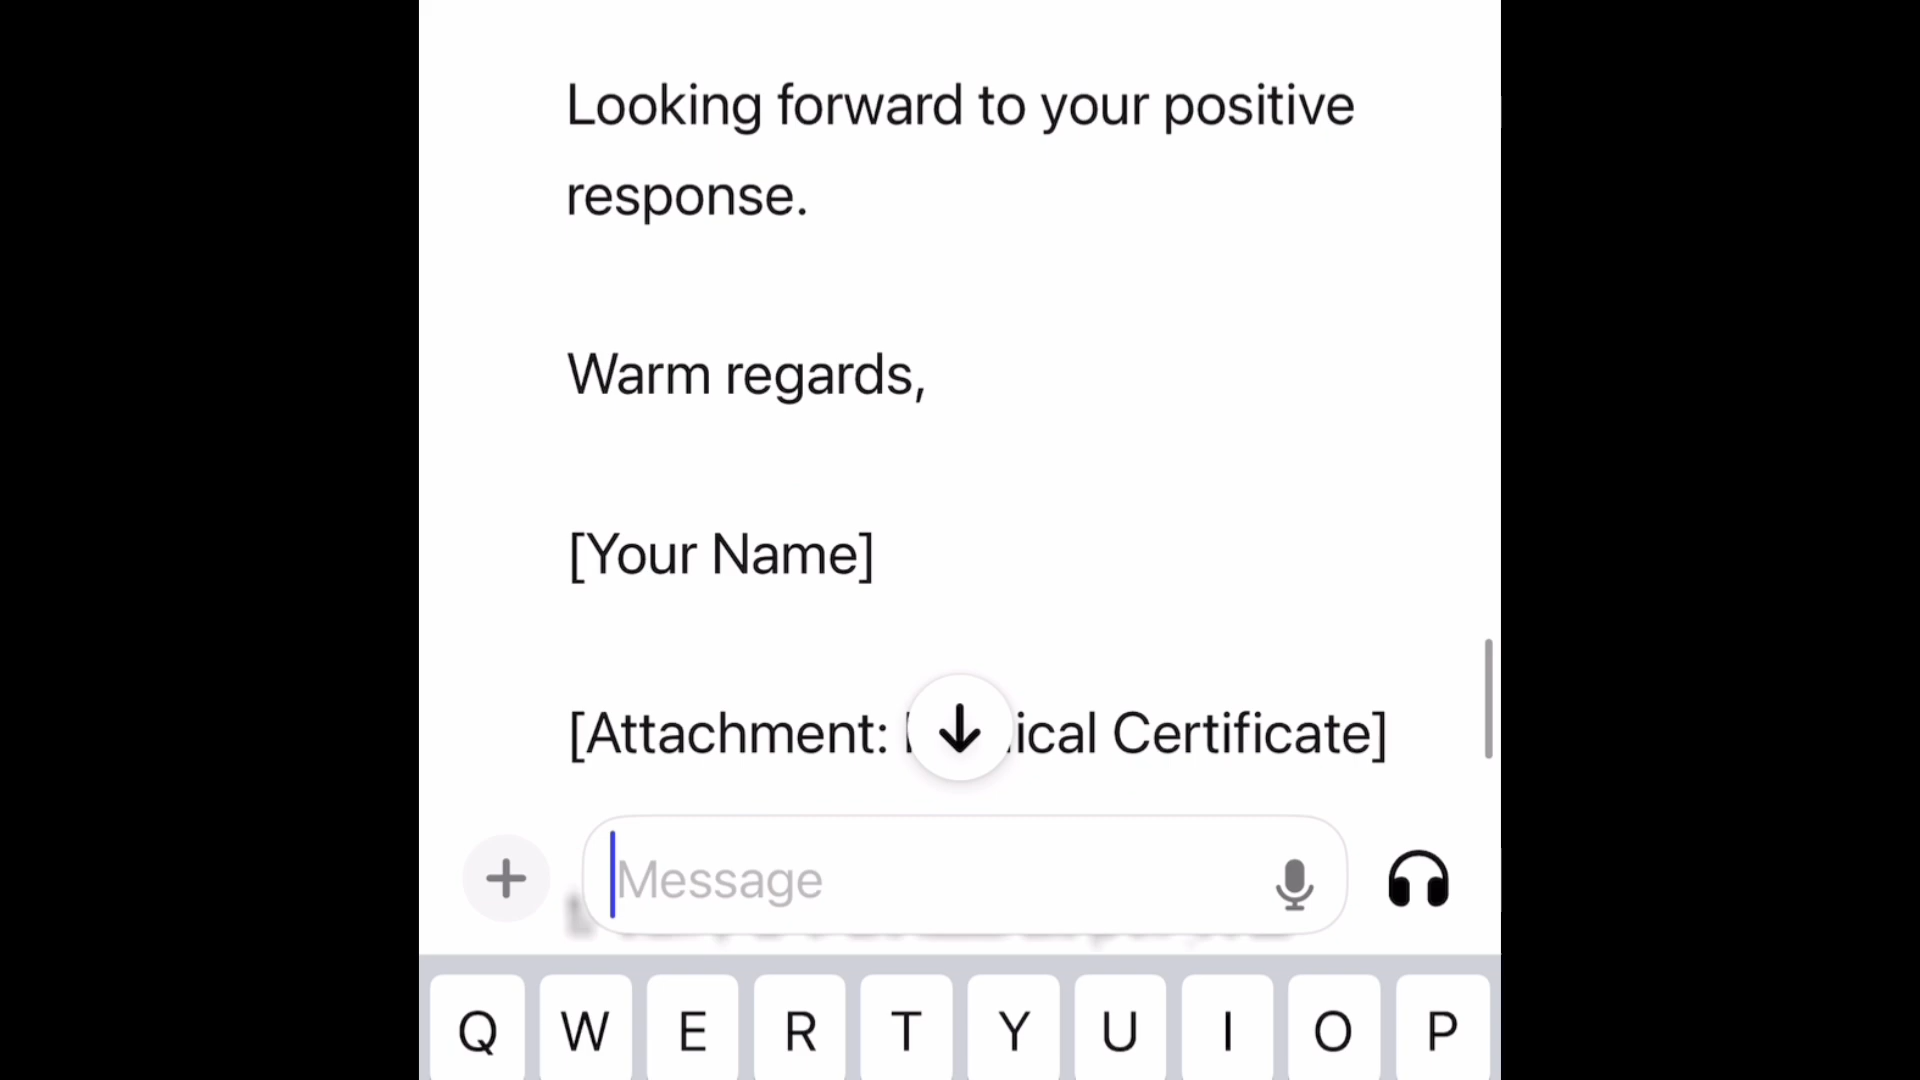 Looking forward to your positive
response.
Warm regards,
[Your Name]
[Attachment: ical Certificate]
Message
Q W E R T Y U I O P